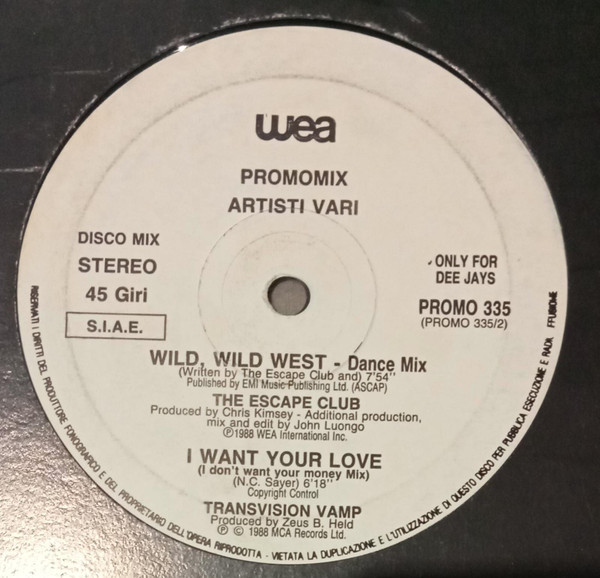 wea
PROMOMIX
ARTISTI VARI
DISCO MIX
STEREO
45 Giri
S.I.A.E.
ONLY FOR
DEE JAYS
PROMO 335
(PROMO 335/2)
WILD, WILD WEST - Dance Mix
(Written by The Escape Club and) 7'54''
Published by EMI Music Publishing Ltd. (ASCAP)
THE ESCAPE CLUB
Produced by Chris Kimsey - Additional production,
mix and edit by John Luongo
Ⓟ1988 WEA International Inc.
I WANT YOUR LOVE
(I don't want your money Mix)
(N.C. Sayer) 6'18''
Copyright Control
TRANSVISION VAMP
Produced by Zeus B. Held
Ⓟ © 1988 MCA Records Ltd.
RISERVATI I DIRITTI DEL PRODUTTORE FONOGRAFICO E DEL PROPRIETARIO DELL'OPERA RIPRODOTTA - VIETATA LA DUPLICAZIONE E L'UTILIZZAZIONE DI QUESTO DISCO PER PUBBLICA ESECUZIONE E